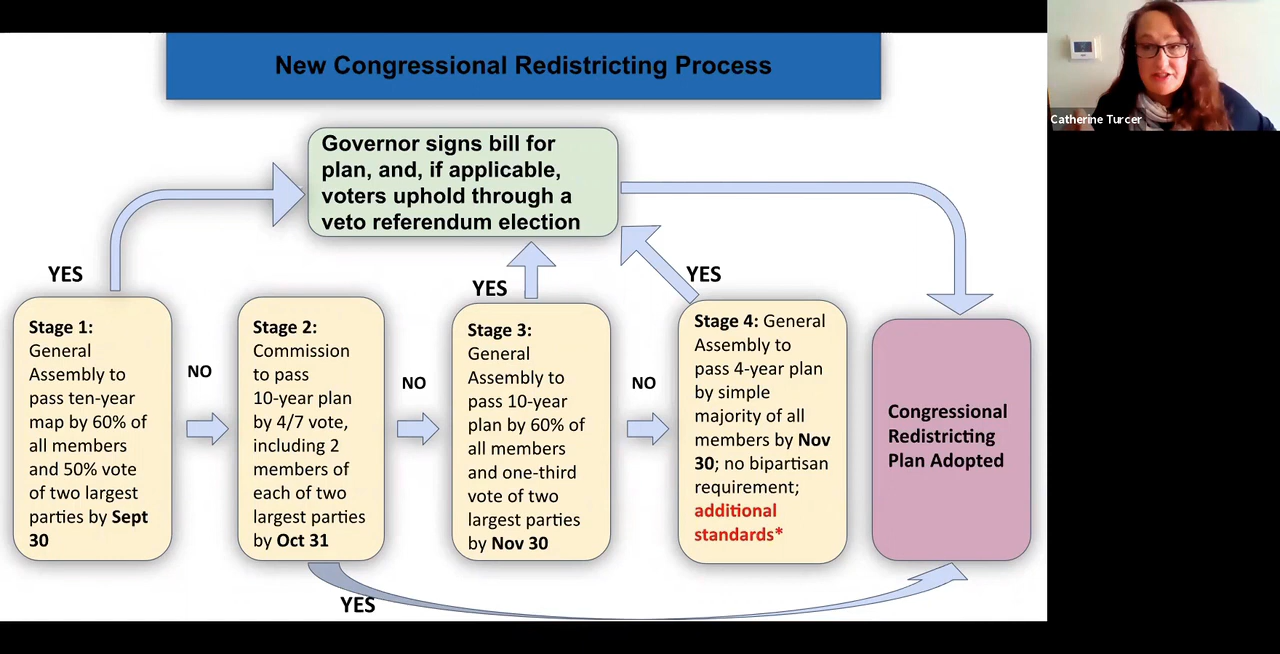 New Congressional Redistricting Process
Catherine Turcer
Governor signs bill for
plan, and, if applicable,
voters uphold through a
veto referendum election
YES
YES
YES
Stage 1:
General
Assembly to
pass ten-year
map by 60% of
all members
and 50% vote
of two largest
parties by Sept
30
NO
Stage 2:
Commission
to pass
10-year plan
by 4/7 vote,
including 2
members of
each of two
largest parties
by Oct 31
NO
Stage 3:
General
Assembly to
pass 10-year
plan by 60% of
all members
and one-third
vote of two
largest parties
by Nov 30
NO
Stage 4: General
Assembly to
pass 4-year plan
by simple
majority of all
members by Nov
30; no bipartisan
requirement;
additional
standards*
Congressional
Redistricting
Plan Adopted
YES